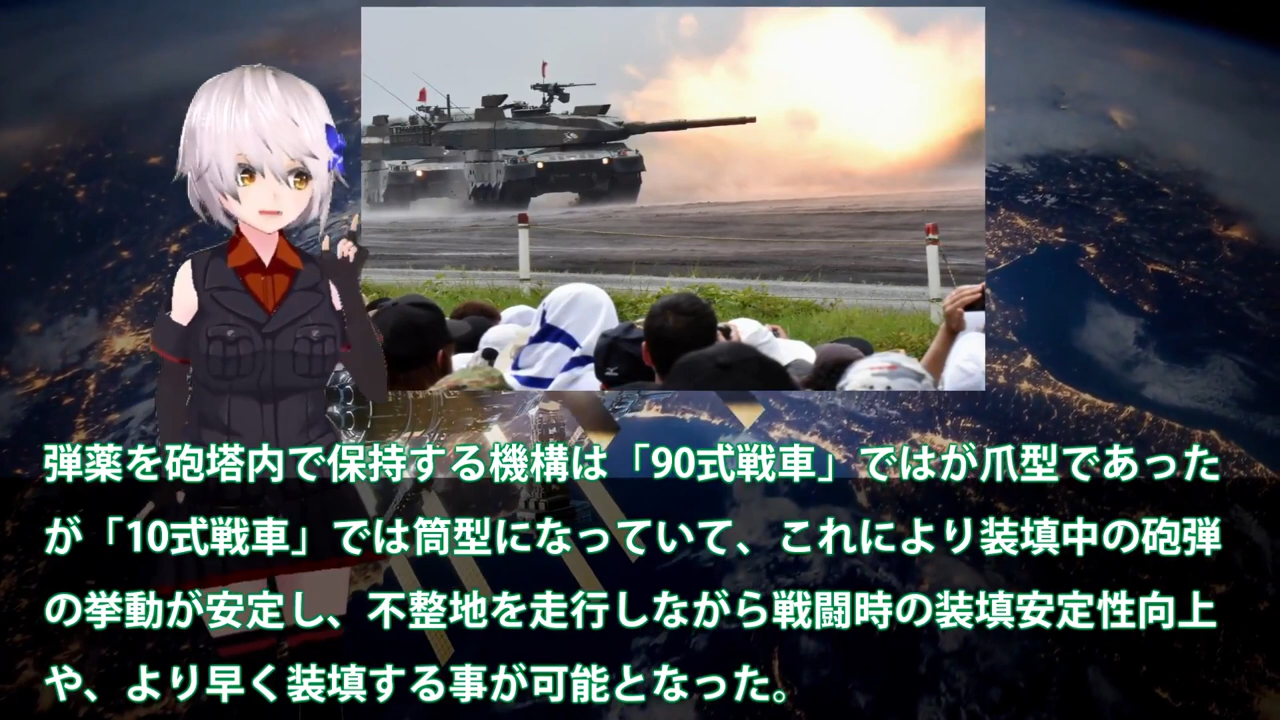 弾薬を砲塔内で保持する機構は「90式戦車」ではが爪型であった
が「10式戦車」では筒型になっていて、これにより装填中の砲弾
の挙動が安定し、不整地を走行しながら戦闘時の装填安定性向上
や、より早く装填する事が可能となった。